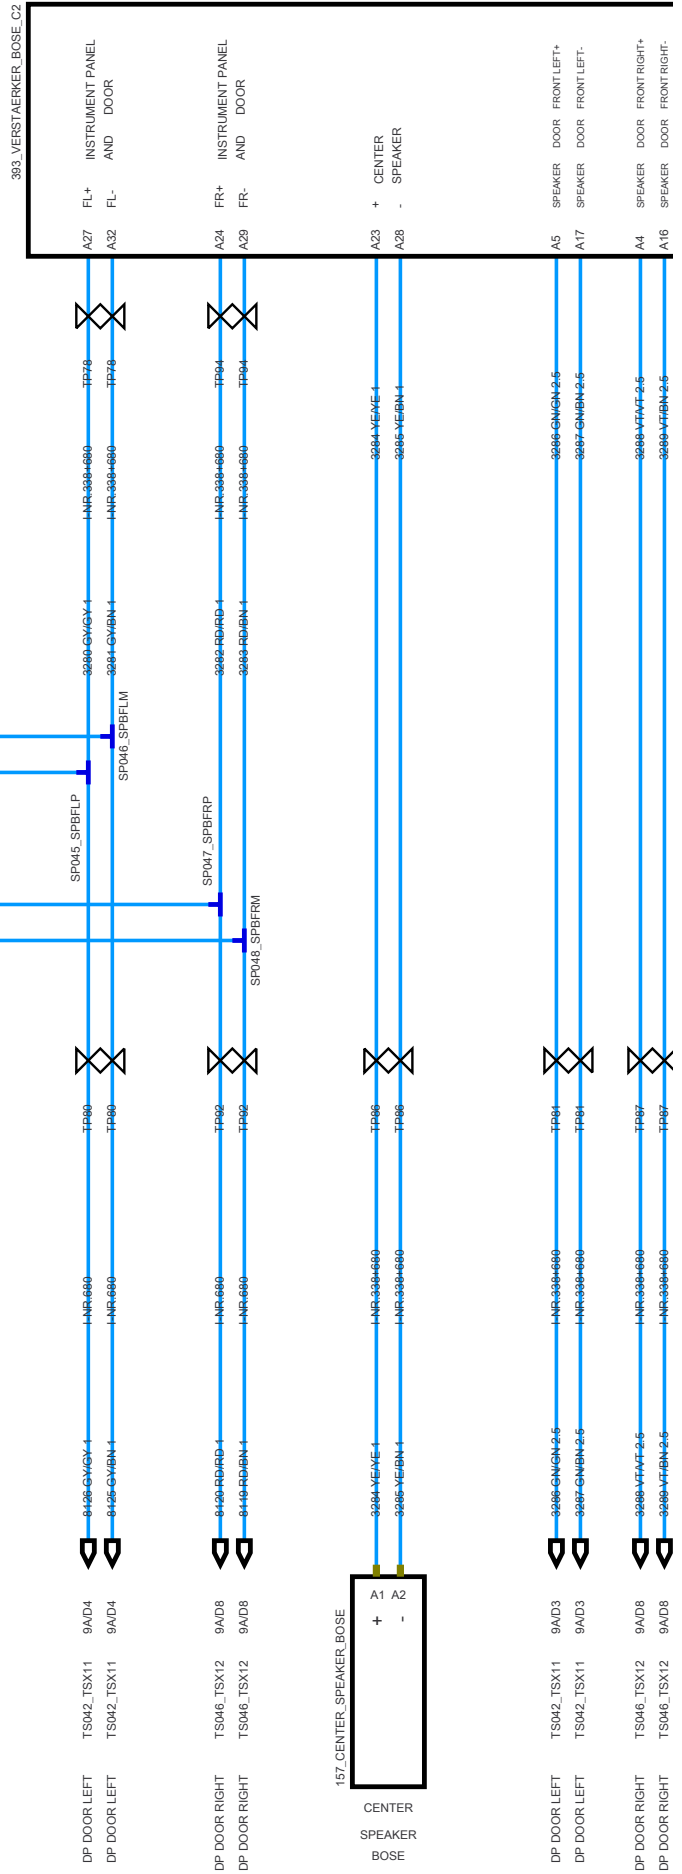 393_VERSTAERKER_BOSE_C2
A27 FL+ INSTRUMENT PANEL
A32 FL- AND DOOR
A24 FR+ INSTRUMENT PANEL
A29 FR- AND DOOR
A23 + CENTER
A28 - SPEAKER
A5 SPEAKER DOOR FRONT LEFT+
A17 SPEAKER DOOR FRONT LEFT-
A4 SPEAKER DOOR FRONT RIGHT+
A16 SPEAKER DOOR FRONT RIGHT-
TP78
TP78
TP94
TP94
3284 YE/YE 1
3285 YE/BN 1
3286 GN/GN 2.5
3287 GN/BN 2.5
3288 VT/VT 2.5
3289 VT/BN 2.5
I-NR.338+680
I-NR.338+680
I-NR.338+680
I-NR.338+680
3280 GY/GY 1
3281 GY/BN 1
3282 RD/RD 1
3283 RD/BN 1
SP046_SPBFLM
SP045_SPBFLP
SP047_SPBFRP
SP048_SPBFRM
TP80
TP80
TP92
TP92
TP86
TP86
TP81
TP81
TP87
TP87
I-NR.680
I-NR.680
I-NR.680
I-NR.680
I-NR.338+680
I-NR.338+680
I-NR.338+680
I-NR.338+680
I-NR.338+680
I-NR.338+680
8126 GY/GY 1
8125 GY/BN 1
8120 RD/RD 1
8119 RD/BN 1
3284 YE/YE 1
3285 YE/BN 1
3286 GN/GN 2.5
3287 GN/BN 2.5
3288 VT/VT 2.5
3289 VT/BN 2.5
DP DOOR LEFT TS042_TSX11 9A/D4
DP DOOR LEFT TS042_TSX11 9A/D4
DP DOOR RIGHT TS046_TSX12 9A/D8
DP DOOR RIGHT TS046_TSX12 9A/D8
157_CENTER_SPEAKER_BOSE
A1 A2
+ -
CENTER
SPEAKER
BOSE
DP DOOR LEFT TS042_TSX11 9A/D3
DP DOOR LEFT TS042_TSX11 9A/D3
DP DOOR RIGHT TS046_TSX12 9A/D8
DP DOOR RIGHT TS046_TSX12 9A/D8